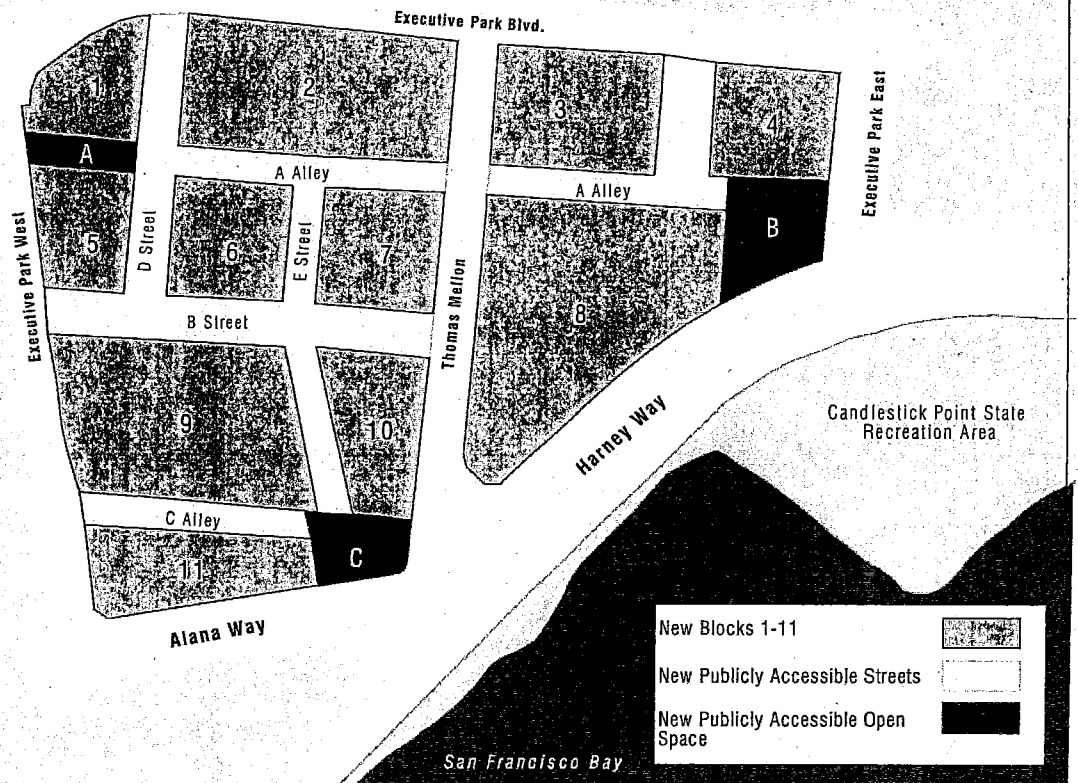 Executive Park Blvd.
1
2
3
4
Executive Park East
A
A Alley
A Alley
B
5
D Street
6
E Street
7
8
Executive Park West
B Street
Thomas Mellon
9
10
Harney Way
Candlestick Point State
Recreation Area
C Alley
11
C
Alana Way
New Blocks 1-11
New Publicly Accessible Streets
New Publicly Accessible Open
Space
San Francisco Bay